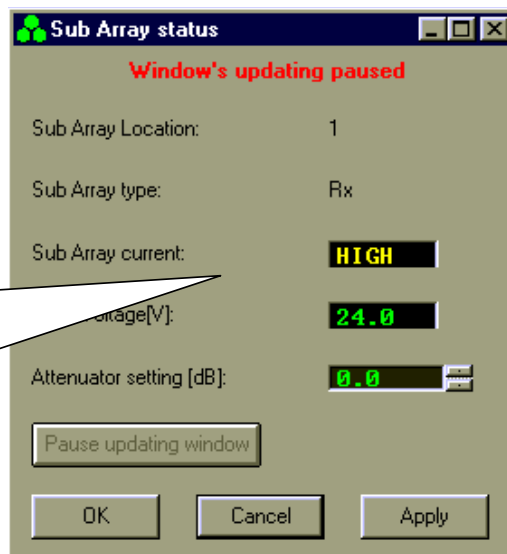 Sub Array status
Window's updating paused
Sub Array Location: 1
Sub Array type: Rx
Sub Array current: HIGH
24.0
Attenuator setting [dB]: 0.0
Pause updating window
OK Cancel Apply